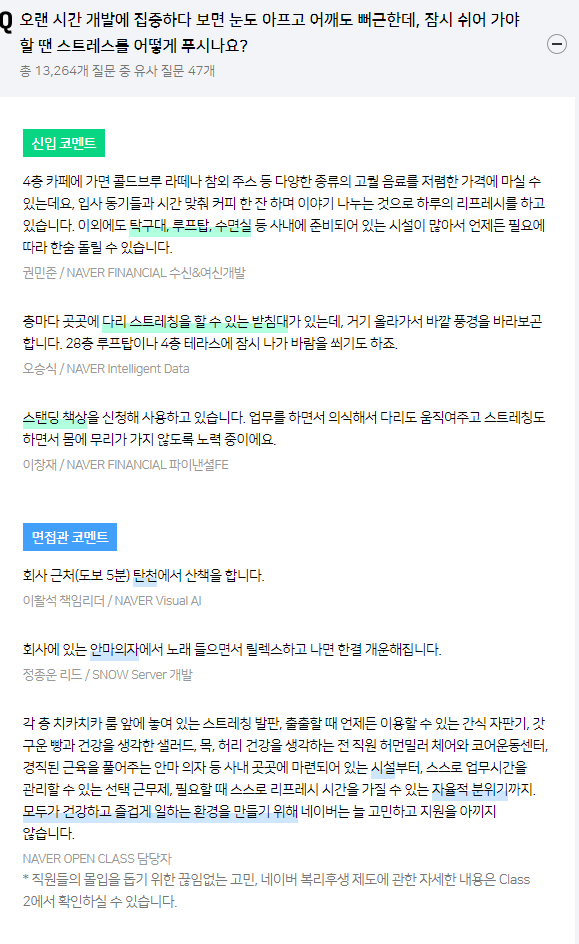 Q 오랜 시간 개발에 집중하다 보면 눈도 아프고 어깨도 뻐근한데, 잠시 쉬어 가야
할 땐 스트레스를 어떻게 푸시나요?
총 13,264개 질문 중 유사 질문 47개
신입 코멘트
4층 카페에 가면 콜드브루 라떼나 참외 주스 등 다양한 종류의 고퀄 음료를 저렴한 가격에 마실 수
있는데요, 입사 동기들과 시간 맞춰 커피 한 잔 하며 이야기 나누는 것으로 하루의 리프레시를 하고
있습니다. 이외에도 탁구대, 루프탑, 수면실 등 사내에 준비되어 있는 시설이 많아서 언제든 필요에
따라 한숨 돌릴 수 있습니다.
권민준 / NAVER FINANCIAL 수신&여신개발
층마다 곳곳에 다리 스트레칭을 할 수 있는 받침대가 있는데, 거기 올라가서 바깥 풍경을 바라보곤
합니다. 28층 루프탑이나 4층 테라스에 잠시 나가 바람을 쐬기도 하죠.
오승식 / NAVER Intelligent Data
스탠딩 책상을 신청해 사용하고 있습니다. 업무를 하면서 의식해서 다리도 움직여주고 스트레칭도
하면서 몸에 무리가 가지 않도록 노력 중이에요.
이창재 / NAVER FINANCIAL 파이낸셜FE
면접관 코멘트
회사 근처(도보 5분) 탄천에서 산책을 합니다.
이활석 책임리더 / NAVER Visual AI
회사에 있는 안마의자에서 노래 들으면서 릴렉스하고 나면 한결 개운해집니다.
정종운 리드 / SNOW Server 개발
각 층 치카치카 룸 앞에 놓여 있는 스트레칭 발판, 출출할 때 언제든 이용할 수 있는 간식 자판기, 갓
구운 빵과 건강을 생각한 샐러드, 목, 허리 건강을 생각하는 전 직원 허먼밀러 체어와 코어운동센터,
경직된 근육을 풀어주는 안마 의자 등 사내 곳곳에 마련되어 있는 시설부터, 스스로 업무시간을
관리할 수 있는 선택 근무제, 필요할 때 스스로 리프레시 시간을 가질 수 있는 자율적 분위기까지.
모두가 건강하고 즐겁게 일하는 환경을 만들기 위해 네이버는 늘 고민하고 지원을 아끼지
않습니다.
NAVER OPEN CLASS 담당자
* 직원들의 몰입을 돕기 위한 끊임없는 고민, 네이버 복리후생 제도에 관한 자세한 내용은 Class
2에서 확인하실 수 있습니다.